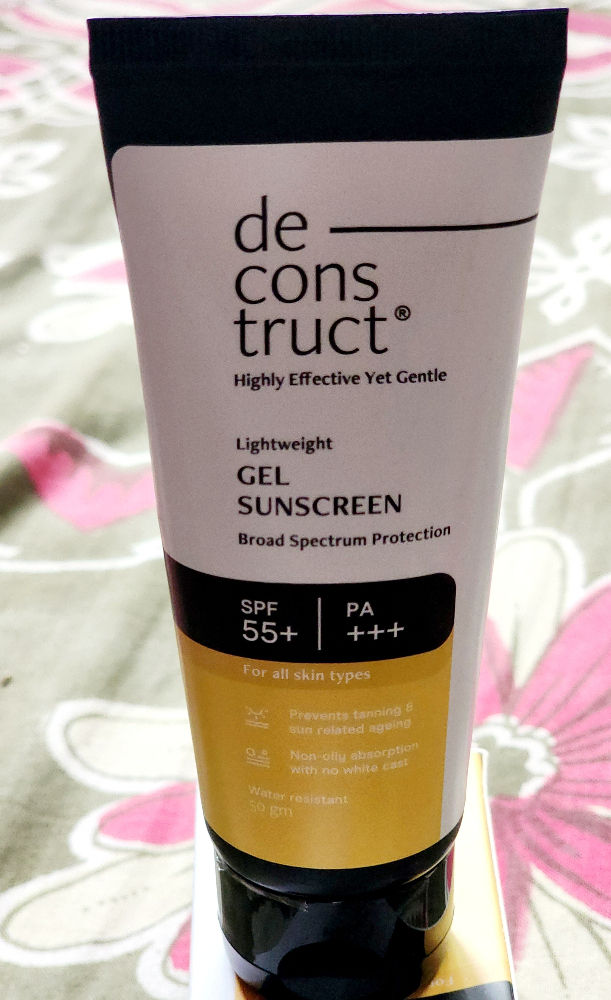 de
cons
truct®
Highly Effective Yet Gentle
Lightweight
GEL
SUNSCREEN
Broad Spectrum Protection
SPF
55+
PA
+++
For all skin types
Prevents tanning &
sun related ageing
Non-oily absorption
with no white cast
Water resistant
50 gm